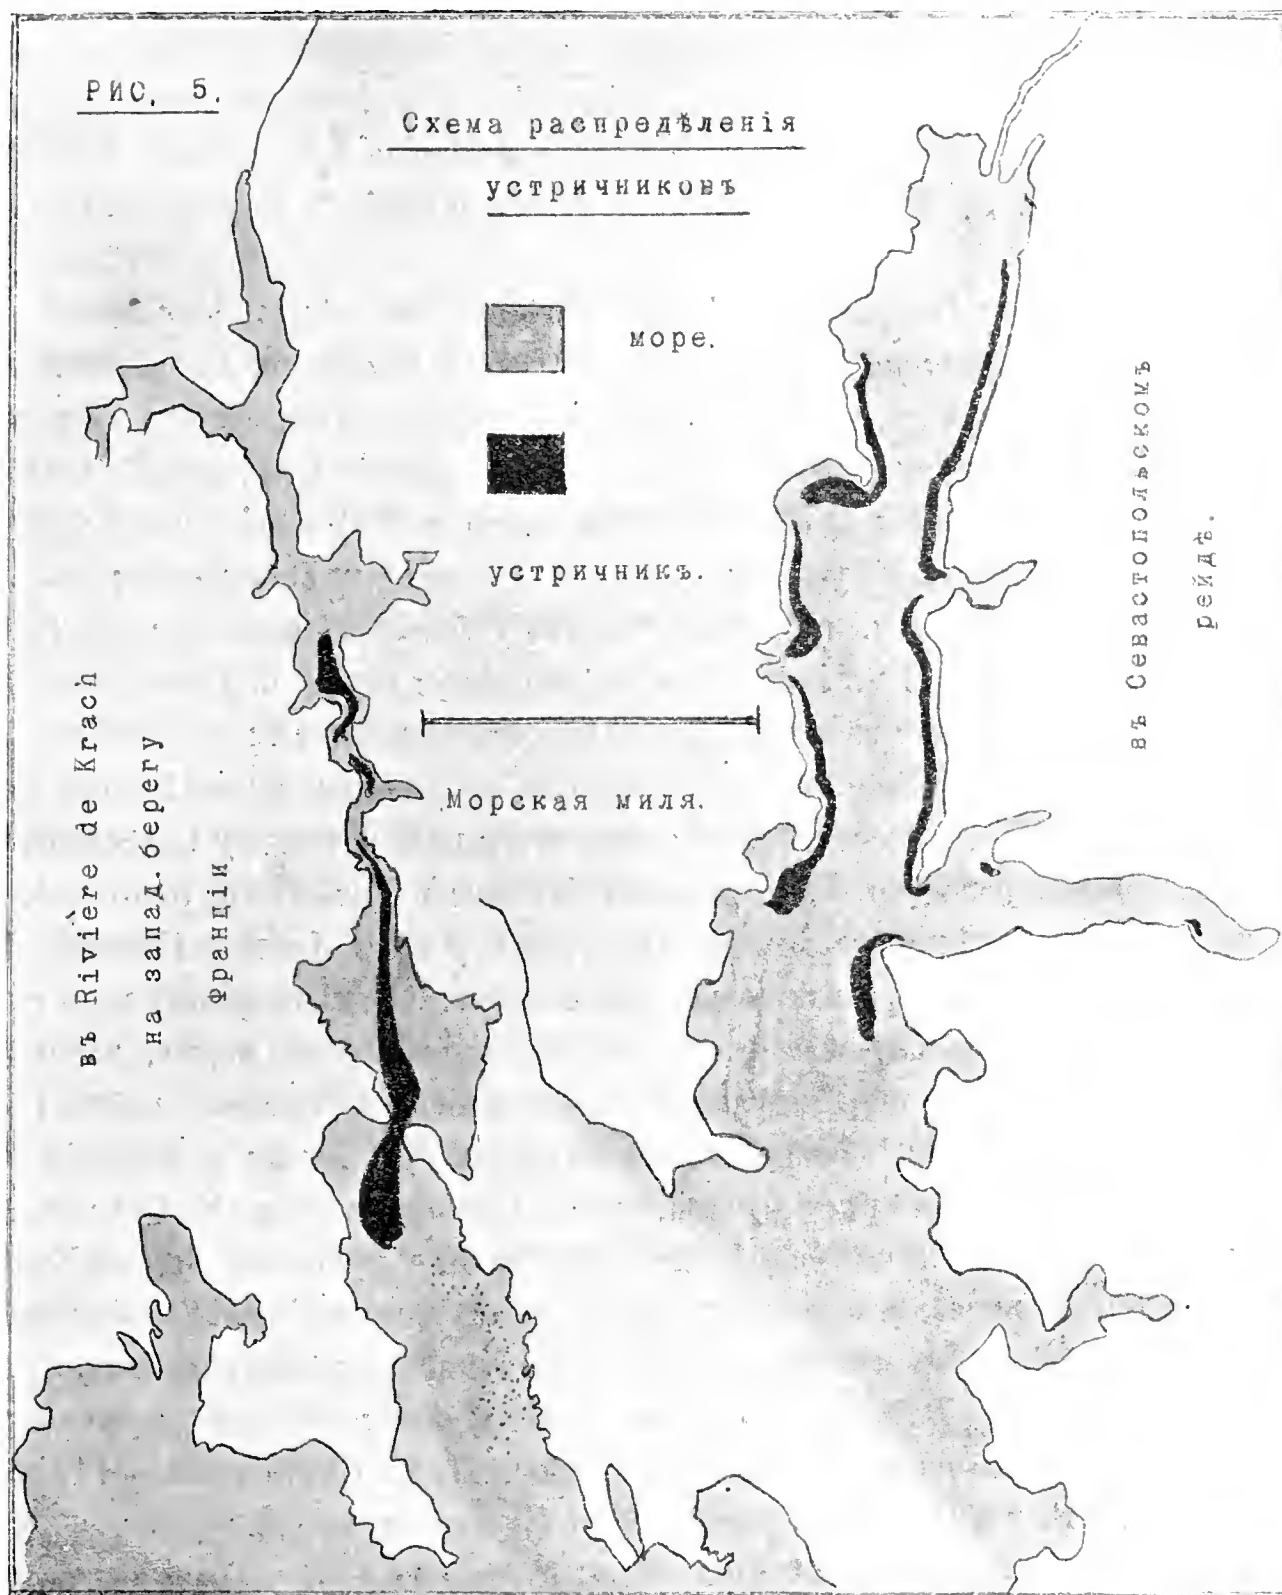 РИС. 5.
Схема распредѣленія
устричниковъ
море.
устричникъ.
Морская миля.
въ Rivière de Krach
на запад. берегу
Франціи
въ Севастопольскомъ
рейдѣ.